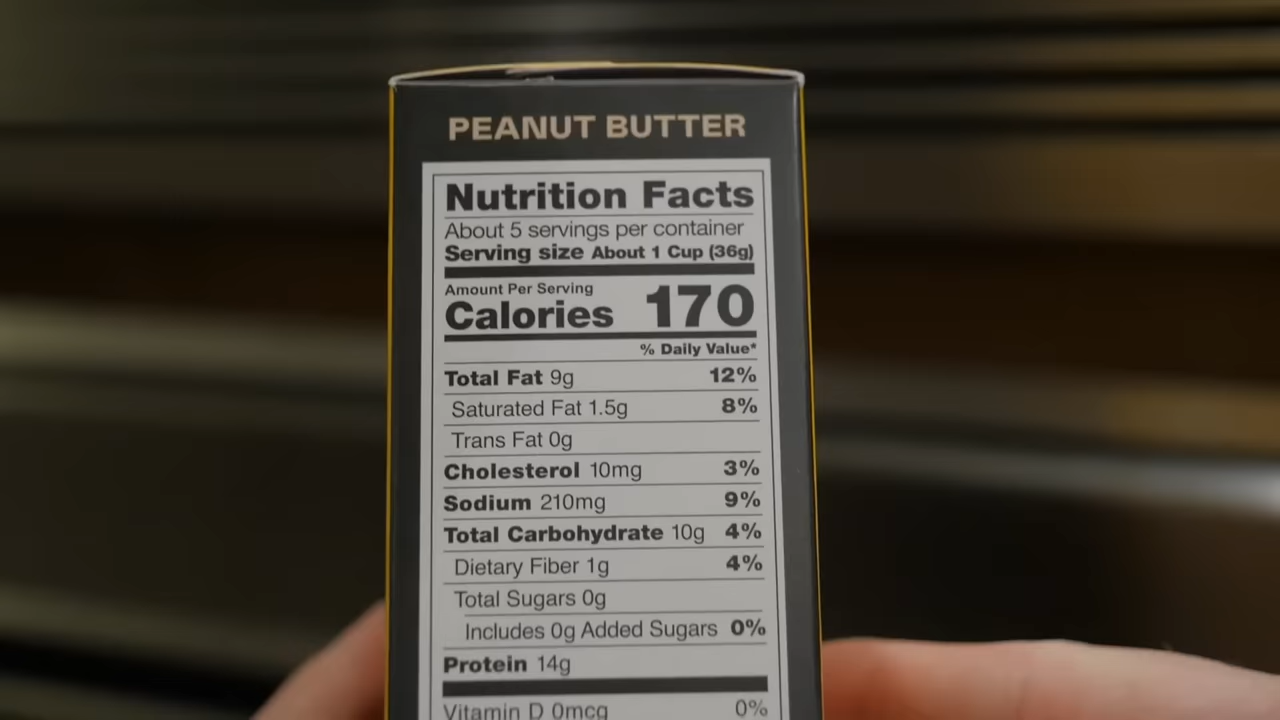 PEANUT BUTTER
Nutrition Facts
About 5 servings per container
Serving size About 1 Cup (36g)
Amount Per Serving
Calories 170
% Daily Value*
Total Fat 9g 12%
Saturated Fat 1.5g 8%
Trans Fat 0g
Cholesterol 10mg 3%
Sodium 210mg 9%
Total Carbohydrate 10g 4%
Dietary Fiber 1g 4%
Total Sugars 0g
Includes 0g Added Sugars 0%
Protein 14g
Vitamin D 0mcg 0%